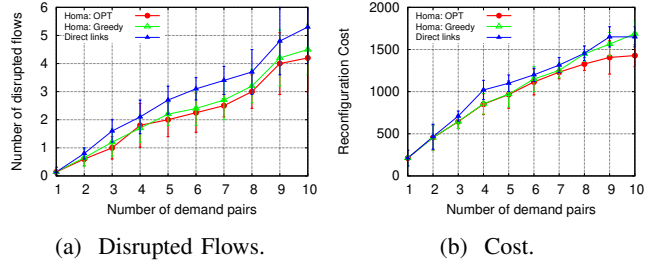 Homa: OPT
Homa: Greedy
Direct links
6
5
4
3
2
1
0
Number of disrupted flows
1 2 3 4 5 6 7 8 9 10
Number of demand pairs
(a) Disrupted Flows.
Homa: OPT
Homa: Greedy
Direct links
2000
1500
1000
500
0
Reconfiguration Cost
1 2 3 4 5 6 7 8 9 10
Number of demand pairs
(b) Cost.